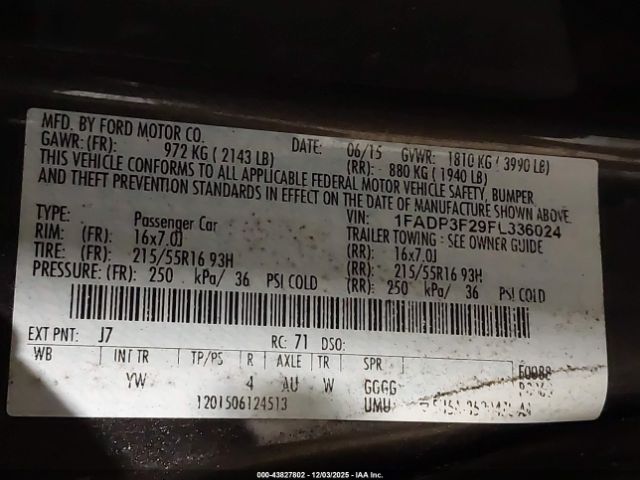 MFD. BY FORD MOTOR CO. DATE: 06/15 GVWR: 1810 KG ( 3990 LB)
GAWR: (FR): 972 KG ( 2143 LB) (RR): 880 KG ( 1940 LB)
THIS VEHICLE CONFORMS TO ALL APPLICABLE FEDERAL MOTOR VEHICLE SAFETY, BUMPER
AND THEFT PREVENTION STANDARDS IN EFFECT ON THE DATE OF MANUFACTURE SHOWN ABOVE.
VIN: 1FADP3F29FL336024
TYPE: Passenger Car TRAILER TOWING : SEE OWNER GUIDE
RIM: (FR): 16x7.0J (RR): 16x7.0J
TIRE: (FR): 215/55R16 93H (RR): 215/55R16 93H
PRESSURE: (FR): 250 kPa/ 36 PSI COLD (RR): 250 kPa/ 36 PSI COLD
EXT PNT: J7 RC: 71 DSO:
WB INT TR TP/PS R AXLE TR SPR
YW 4 AU W GGGG
1201506124513 UMU
000-43827802 - 12/03/2025 - IAA Inc.